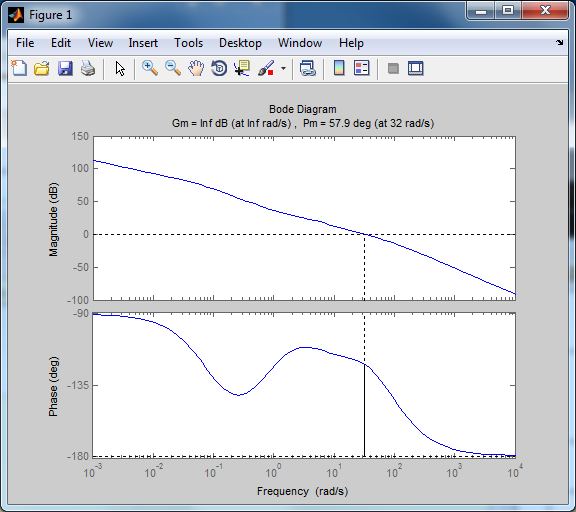 Figure 1
File Edit View Insert Tools Desktop Window Help
Bode Diagram
Gm = Inf dB (at Inf rad/s) , Pm = 57.9 deg (at 32 rad/s)
150
100
50
0
-50
-100
Magnitude (dB)
-90
-135
-180
Phase (deg)
10^-3 10^-2 10^-1 10^0 10^1 10^2 10^3 10^4
Frequency (rad/s)